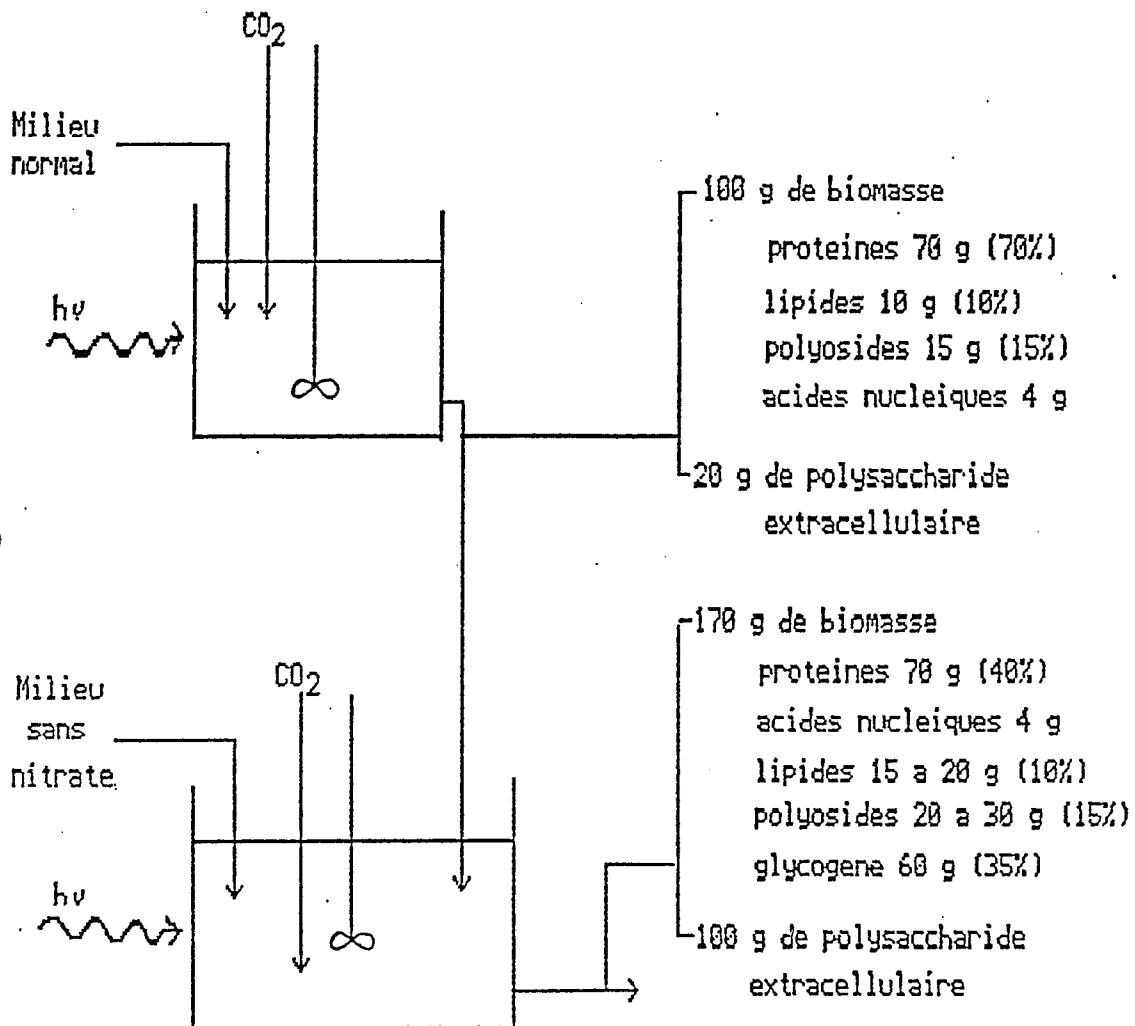 CO2
Milieu
normal
hν
100 g de biomasse
proteines 70 g (70%)
lipides 10 g (10%)
polyosides 15 g (15%)
acides nucleiques 4 g
20 g de polysaccharide
extracellulaire
CO2
Milieu
sans
nitrate
hν
170 g de biomasse
proteines 70 g (40%)
acides nucleiques 4 g
lipides 15 a 20 g (10%)
polyosides 20 a 30 g (15%)
glycogene 60 g (35%)
100 g de polysaccharide
extracellulaire